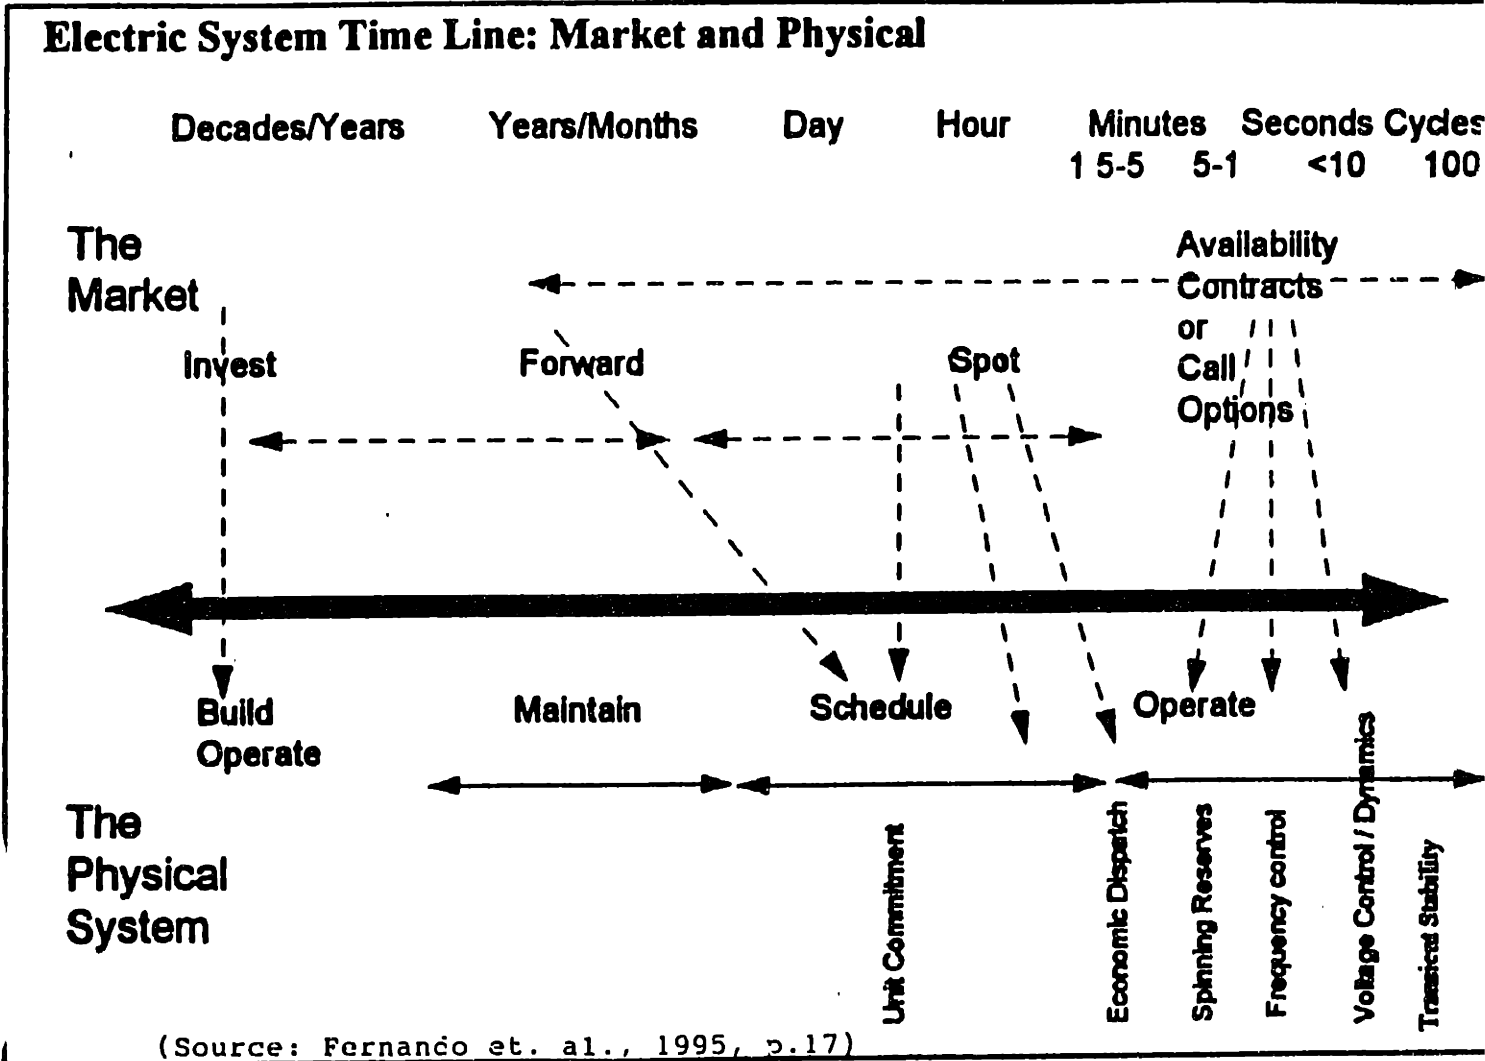 Electric System Time Line: Market and Physical
Decades/Years Years/Months Day Hour Minutes Seconds Cycles
1 5-5 5-1 <10 100
The
Market
Availability
Contracts
or
Call
Options
Invest Forward Spot
Build
Operate
Maintain Schedule Operate
The
Physical
System
Unit Commitment
Economic Dispatch
Spinning Reserves
Frequency control
Voltage Control / Dynamics
Transient Stability
(Source: Fernando et. al., 1995, p.17)